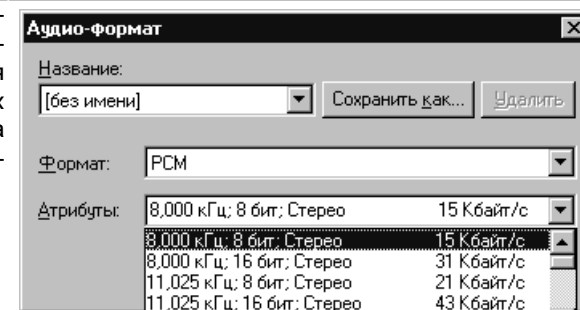 Аудио-формат
я
Название:
х
[без имени] Сохранить как... Удалить
а
Формат: PCM
Атрибуты: 8,000 кГц; 8 бит; Стерео 15 Кбайт/с
8,000 кГц; 8 бит; Стерео 15 Кбайт/с
8,000 кГц; 16 бит; Стерео 31 Кбайт/с
11,025 кГц; 8 бит; Стерео 21 Кбайт/с
11,025 кГц; 16 бит; Стерео 43 Кбайт/с